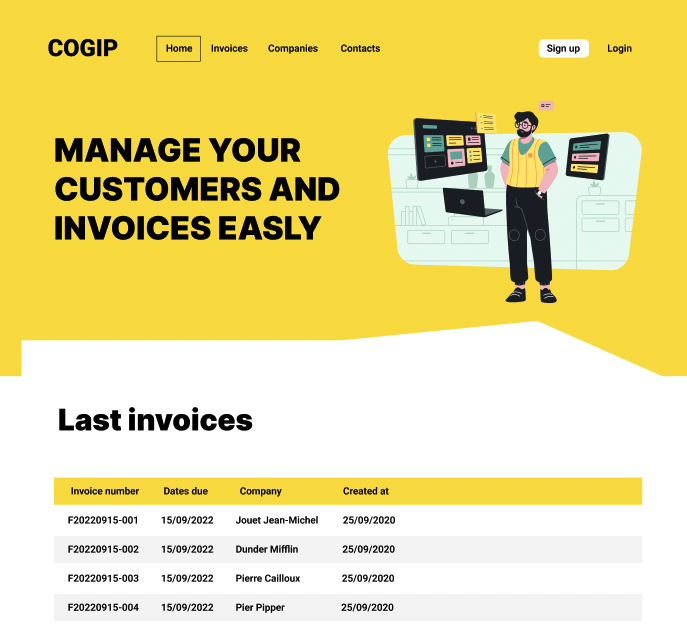 COGIP Home Invoices Companies Contacts Sign up Login
MANAGE YOUR
CUSTOMERS AND
INVOICES EASLY
Last invoices
Invoice number Dates due Company Created at
F20220915-001 15/09/2022 Jouet Jean-Michel 25/09/2020
F20220915-002 15/09/2022 Dunder Mifflin 25/09/2020
F20220915-003 15/09/2022 Pierre Cailloux 25/09/2020
F20220915-004 15/09/2022 Pier Pipper 25/09/2020